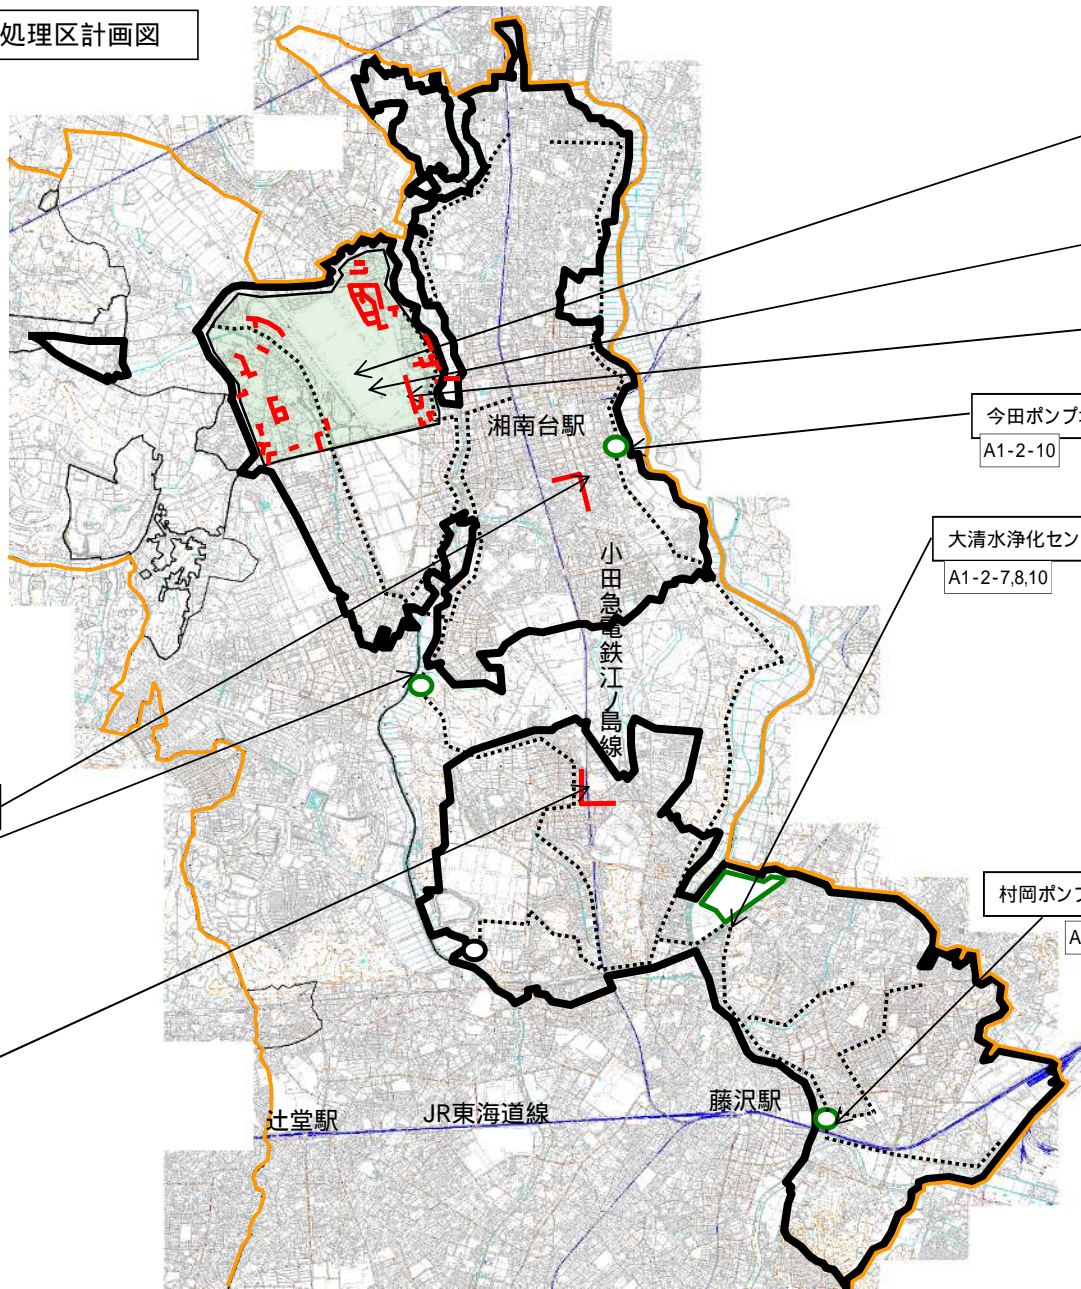 処理区計画図
湘南台駅
今田ポンプ
A1-2-10
大清水浄化セン
A1-2-7,8,10
小田急電鉄江ノ島線
村岡ポンプ
A
藤沢駅
JR東海道線
辻堂駅